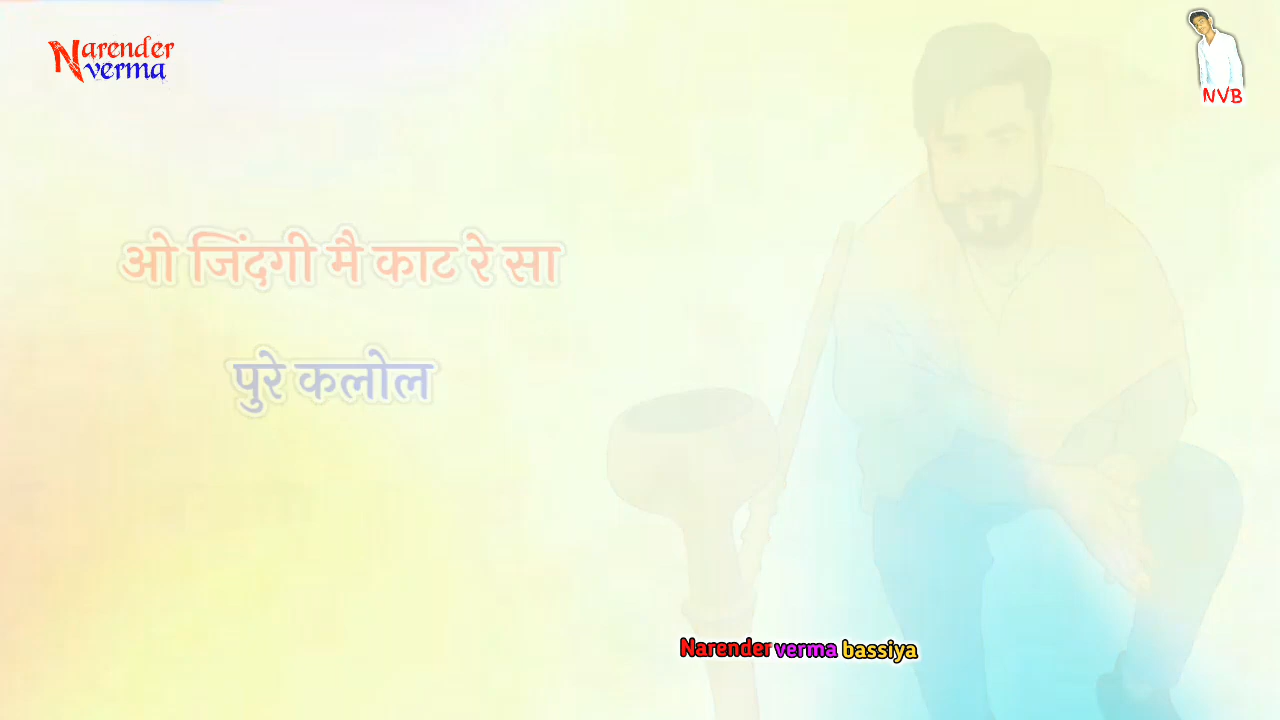 Narender
verma
NVB
ओ जिंदगी मै काट रे सा
पुरे कलोल
Narender verma bassiya